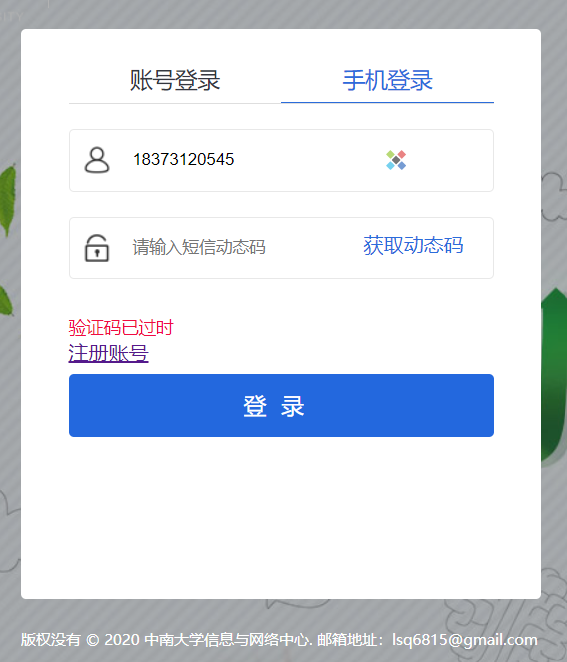 账号登录 手机登录
18373120545
请输入短信动态码 获取动态码
验证码已过时
注册账号
登 录
版权没有 © 2020 中南大学信息与网络中心. 邮箱地址：lsq6815@gmail.com